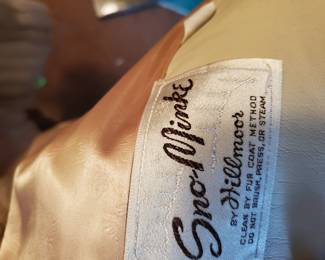 Sno-Minke
BY Hillmoor
CLEAN BY FUR COAT METHOD
DO NOT BRUSH, PRESS, OR STEAM.